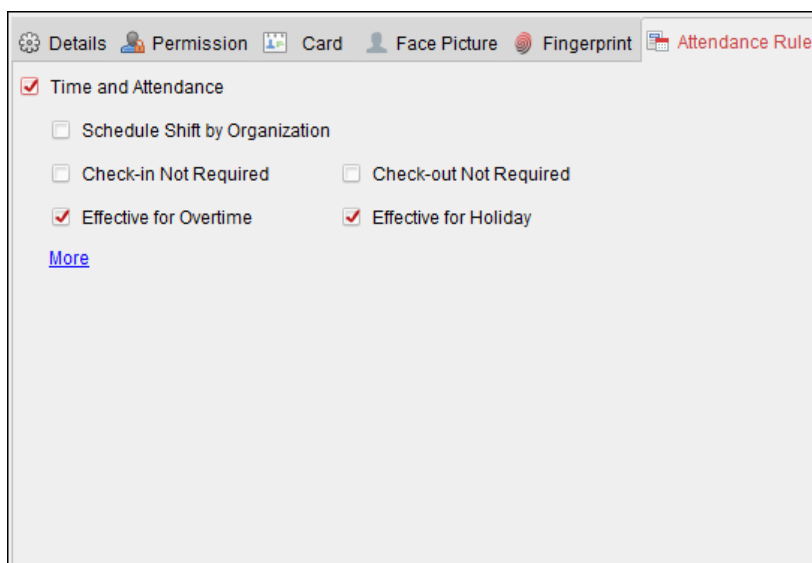 Details Permission Card Face Picture Fingerprint Attendance Rule
Time and Attendance
Schedule Shift by Organization
Check-in Not Required Check-out Not Required
Effective for Overtime Effective for Holiday
More